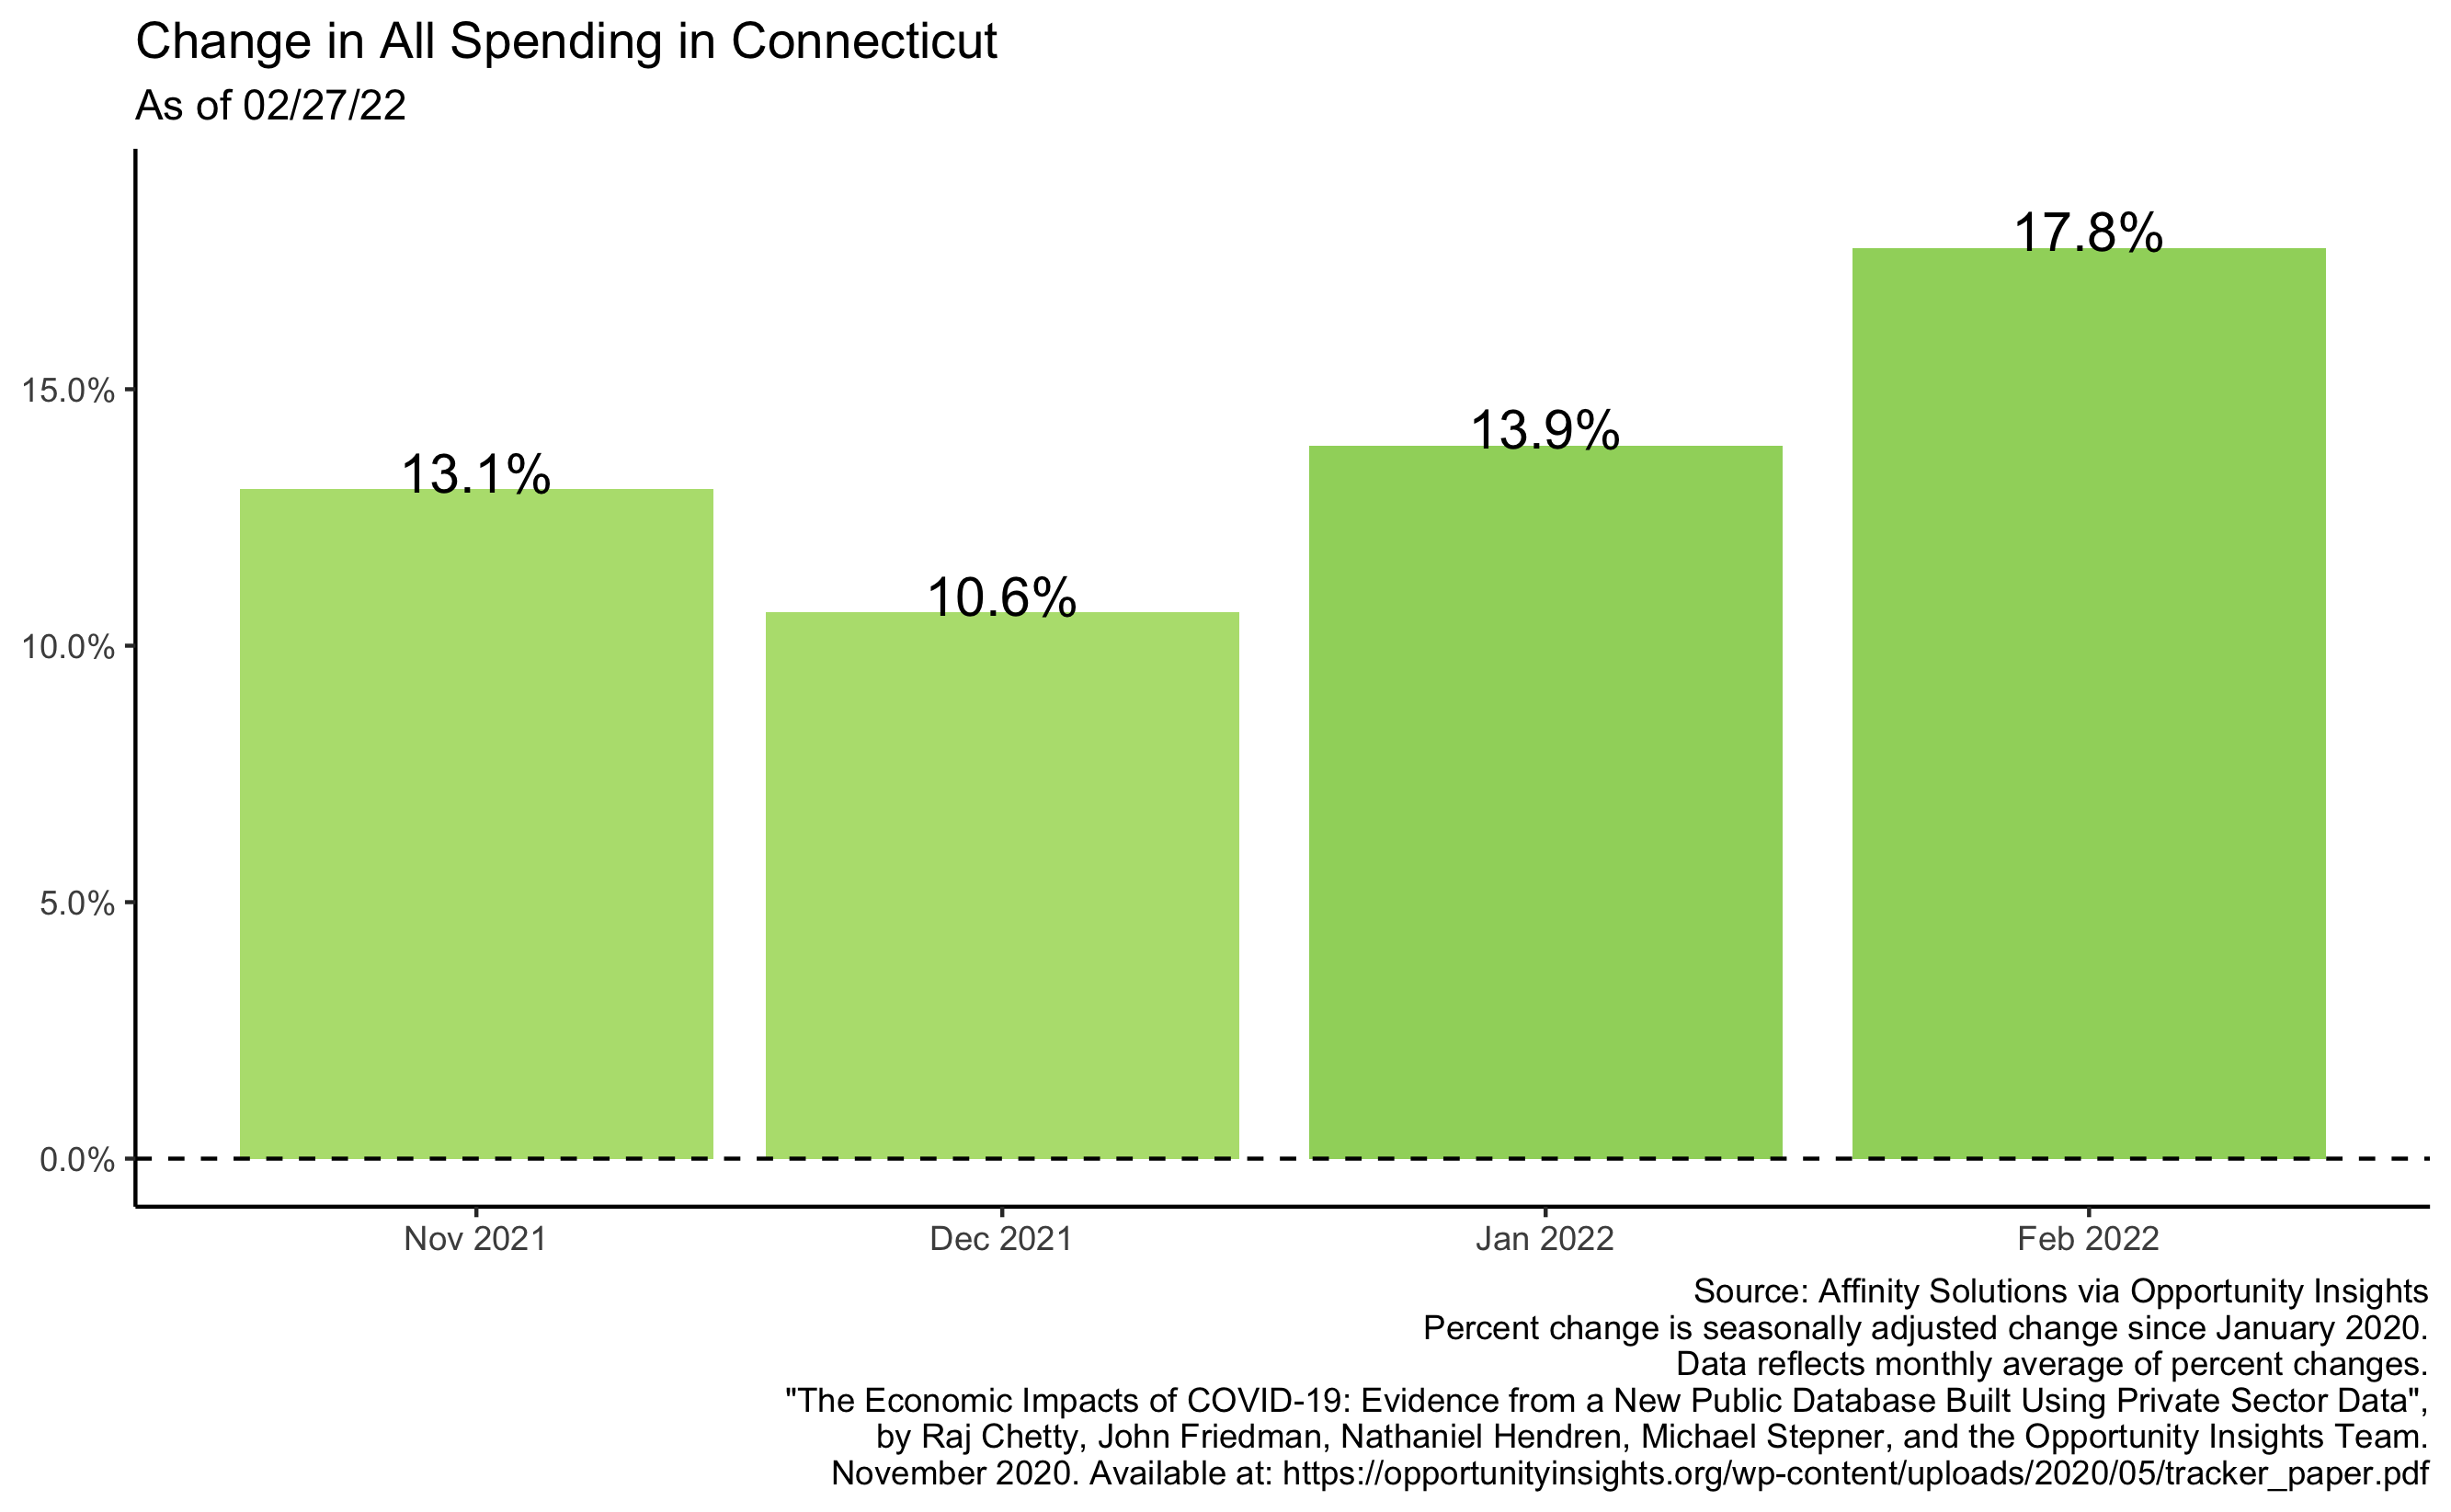 Change in All Spending in Connecticut
As of 02/27/22
17.8%
15.0%
13.9%
13.1%
10.6%
10.0%
5.0%
0.0%
Nov 2021
Dec 2021
Jan 2022
Feb 2022
Source: Affinity Solutions via Opportunity Insights
Percent change is seasonally adjusted change since January 2020.
Data reflects monthly average of percent changes.
"The Economic Impacts of COVID-19: Evidence from a New Public Database Built Using Private Sector Data",
by Raj Chetty, John Friedman, Nathaniel Hendren, Michael Stepner, and the Opportunity Insights Team.
November 2020. Available at: https://opportunityinsights.org/wp-content/uploads/2020/05/tracker_paper.pdf